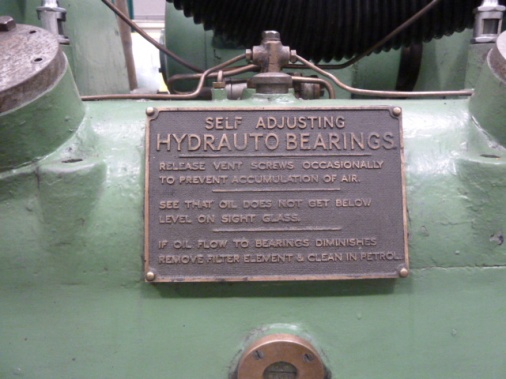 SELF ADJUSTING
HYDRAUTO BEARINGS.
RELEASE VENT SCREWS OCCASIONALLY
TO PREVENT ACCUMULATION OF AIR.
SEE THAT OIL DOES NOT GET BELOW
LEVEL ON SIGHT GLASS.
IF OIL FLOW TO BEARINGS DIMINISHES
REMOVE FILTER ELEMENT & CLEAN IN PETROL.